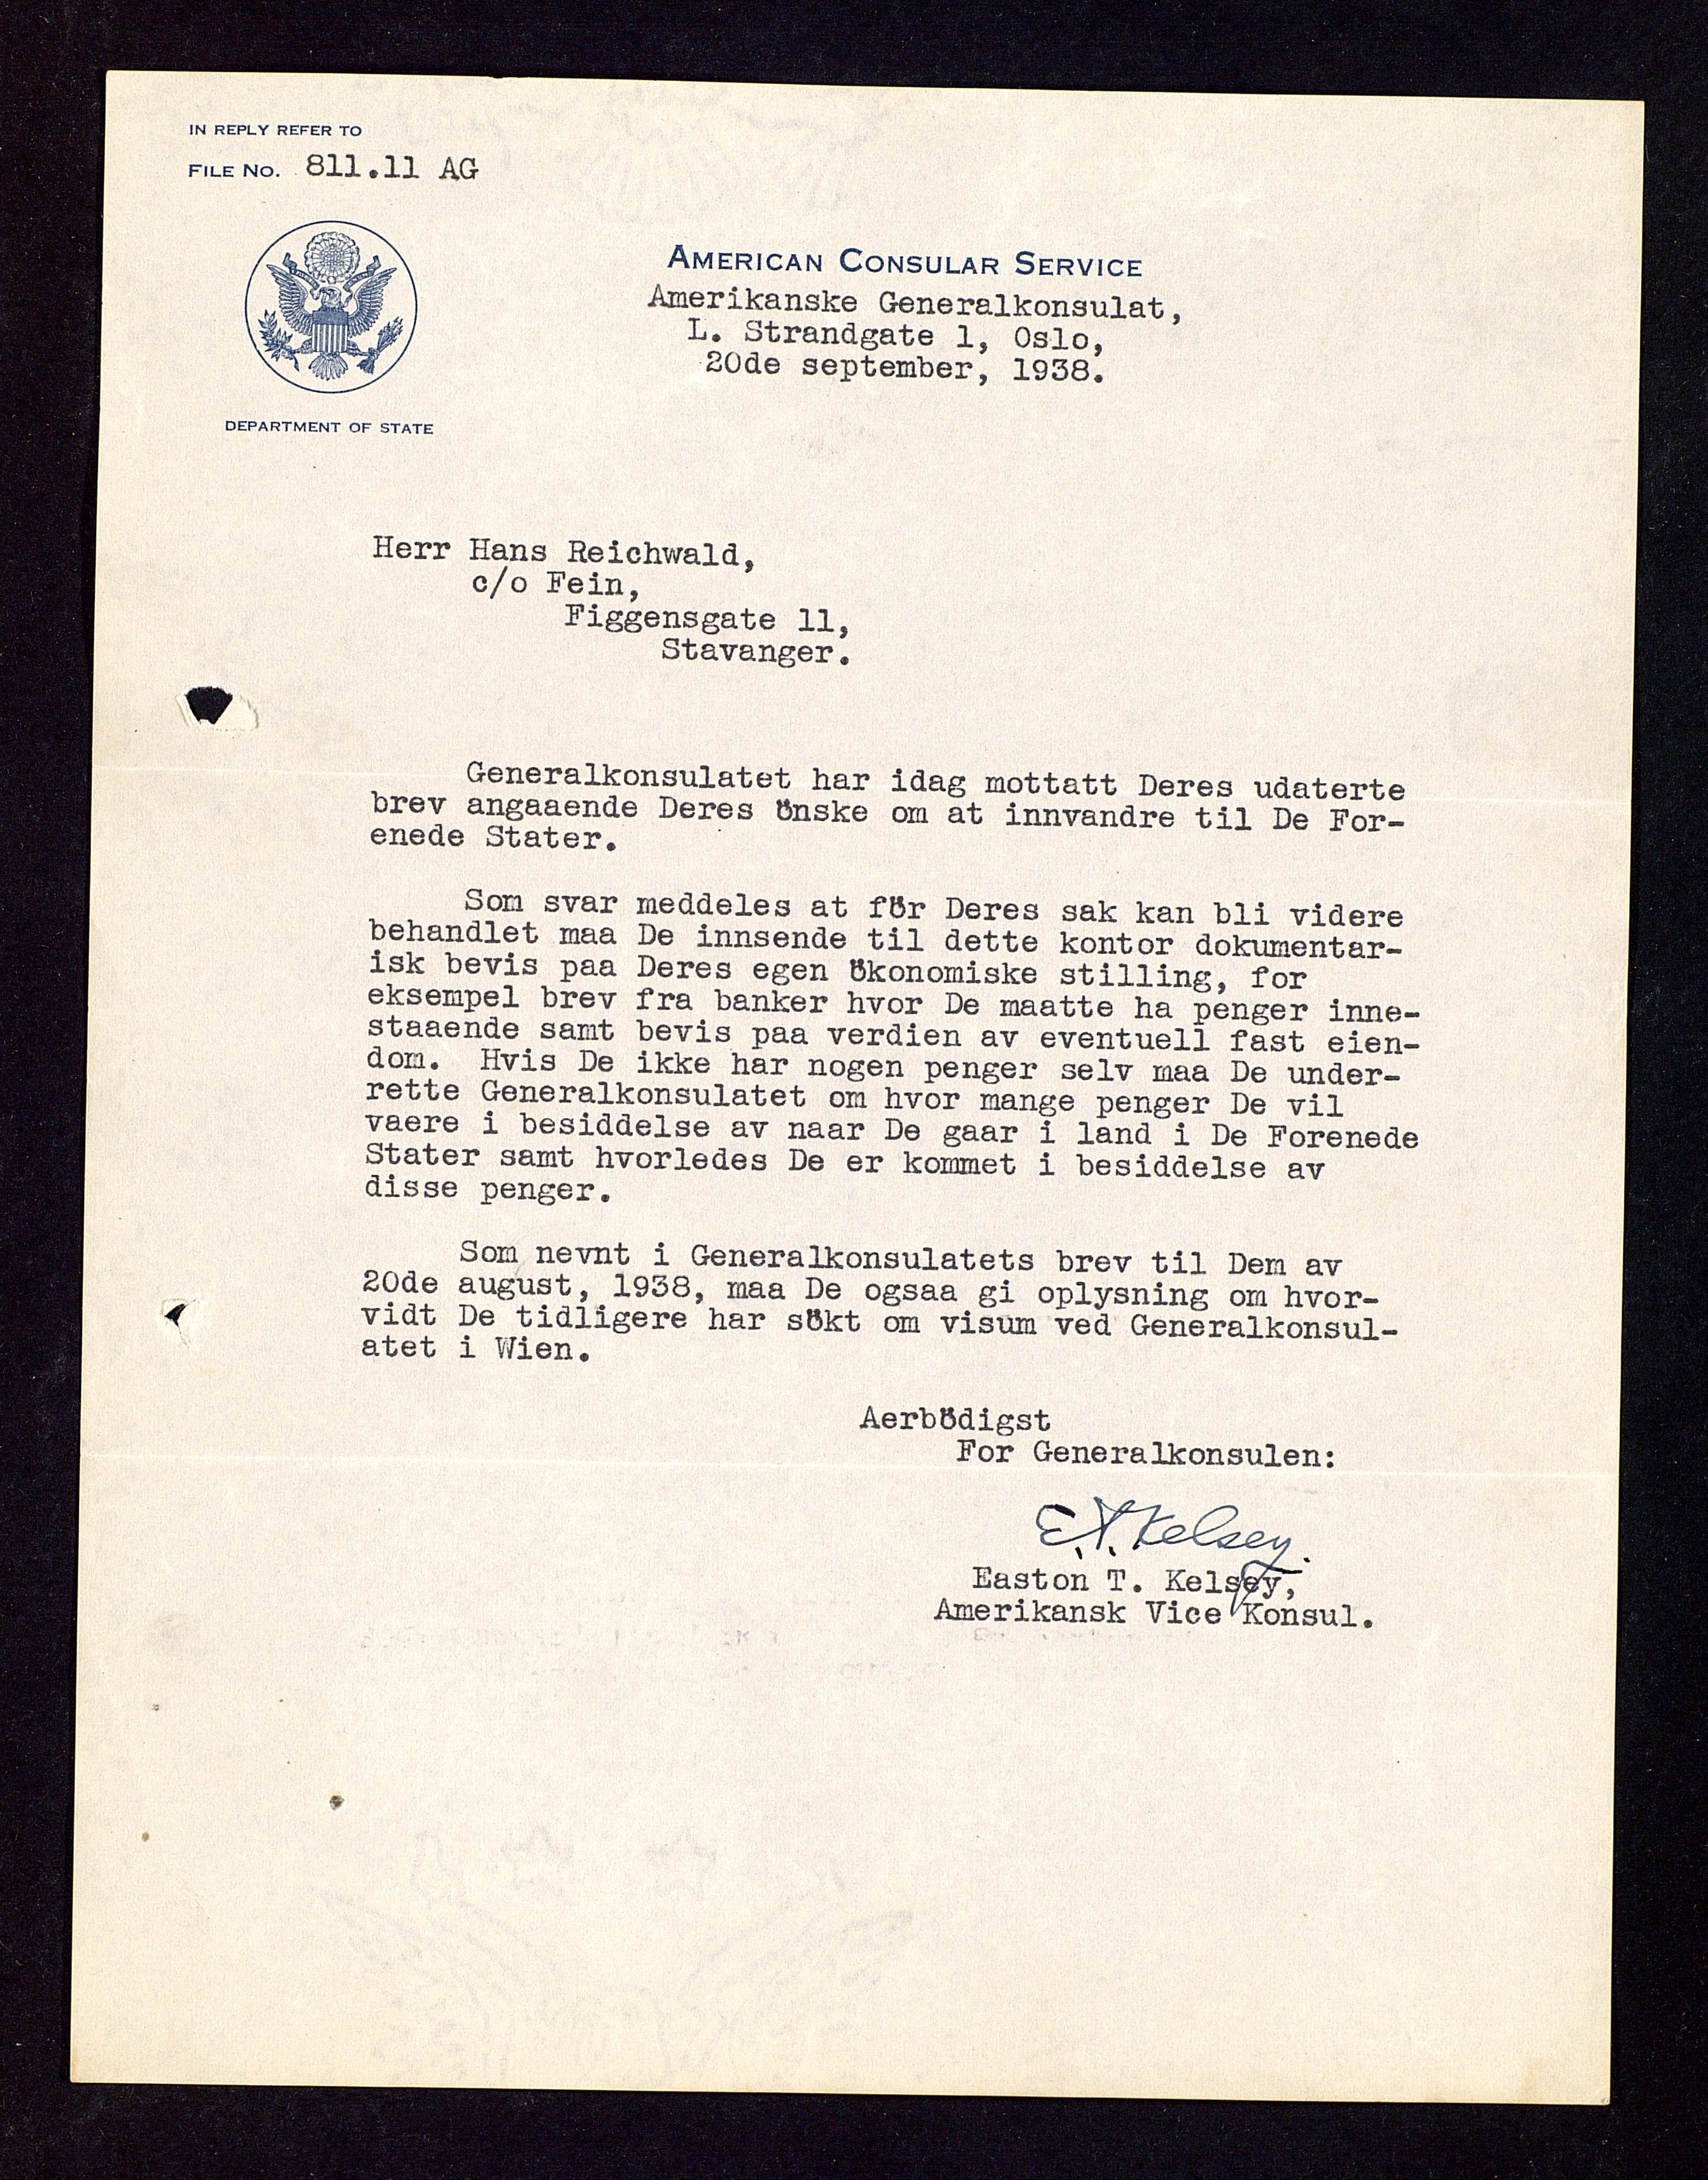 IN REPLY REFER TO
FILE NO. 811.11 AG
AMERICAN CONSULAR SERVICE
Amerikanske Generalkonsulat,
L. Strandgate 1, Oslo,
20de september, 1938.
DEPARTMENT OF STATE
Herr Hans Reichwald,
c/o Fein,
Figgensgate 11,
Stavanger.
Generalkonsulatet har idag mottatt Deres udaterte
brev angaaende Deres önske om at innvandre til De For-
enede Stater.
Som svar meddeles at för Deres sak kan bli videre
behandlet maa De innsende til dette kontor dokumentar-
isk bevis paa Deres egen ökonomiske stilling, for
eksempel brev fra banker hvor De maatte ha penger inne-
staaende samt bevis paa verdien av eventuell fast eien-
dom. Hvis De ikke har nogen penger selv maa De under-
rette Generalkonsulatet om hvor mange penger De vil
vaere i besiddelse av naar De gaar i land i De Forenede
Stater samt hvorledes De er kommet i besiddelse av
disse penger.
Som nevnt i Generalkonsulatets brev til Dem av
20de august, 1938, maa De ogsaa gi oplysning om hvor-
vidt De tidligere har sökt om visum ved Generalkonsul-
atet i Wien.
Aerbödigst
For Generalkonsulen:
E.T. Kelsey.
Easton T. Kelsey,
Amerikansk Vice Konsul.